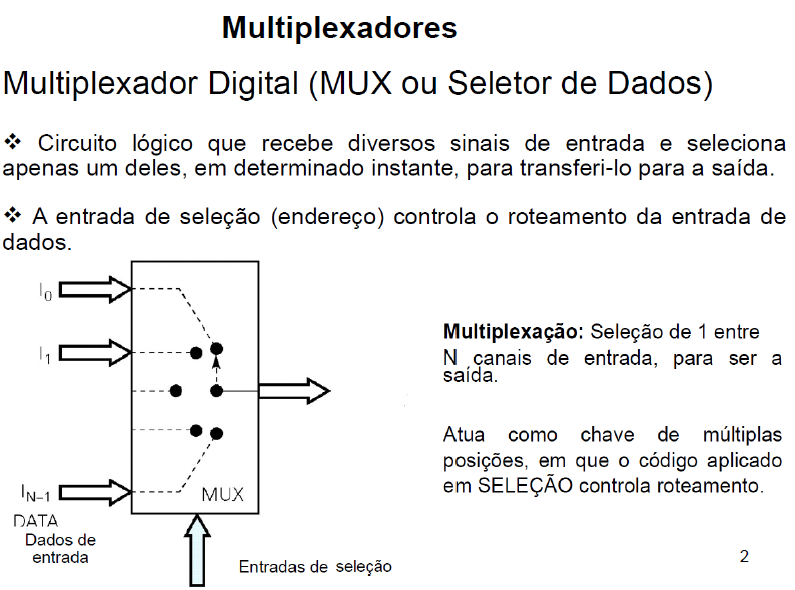 Multiplexadores
Multiplexador Digital (MUX ou Seletor de Dados)
❖ Circuito lógico que recebe diversos sinais de entrada e seleciona
apenas um deles, em determinado instante, para transferi-lo para a saída.
❖ A entrada de seleção (endereço) controla o roteamento da entrada de
dados.
I0
I1
IN–1
DATA
Dados de
entrada
MUX
Entradas de seleção
Multiplexação: Seleção de 1 entre
N canais de entrada, para ser a
saída.
Atua como chave de múltiplas
posições, em que o código aplicado
em SELEÇÃO controla roteamento.
2